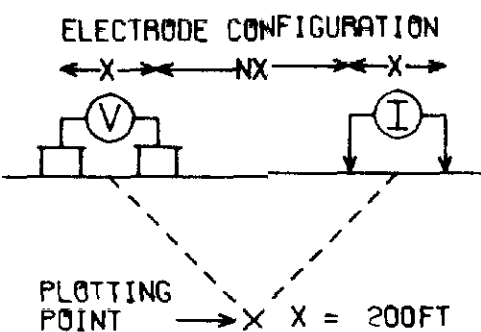 ELECTRODE CONFIGURATION
X NX X
V I
PLOTTING
POINT X X = 200FT